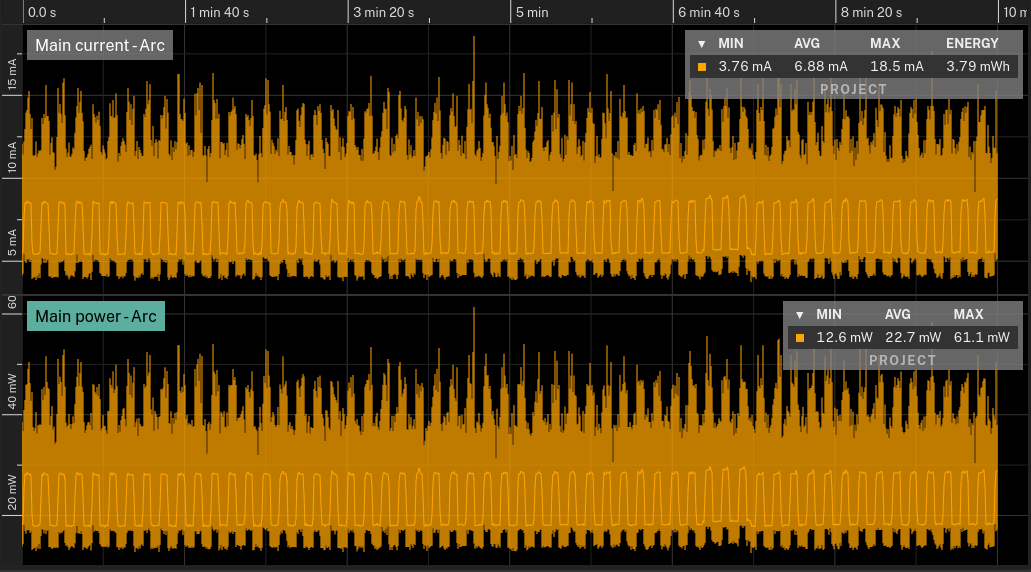 0.0 s 1 min 40 s 3 min 20 s 5 min 6 min 40 s 8 min 20 s 10 m
Main current - Arc
▼ MIN AVG MAX ENERGY
3.76 mA 6.88 mA 18.5 mA 3.79 mWh
PROJECT
15 mA
10 mA
5 mA
Main power - Arc
▼ MIN AVG MAX
12.6 mW 22.7 mW 61.1 mW
PROJECT
60
40 mW
20 mW